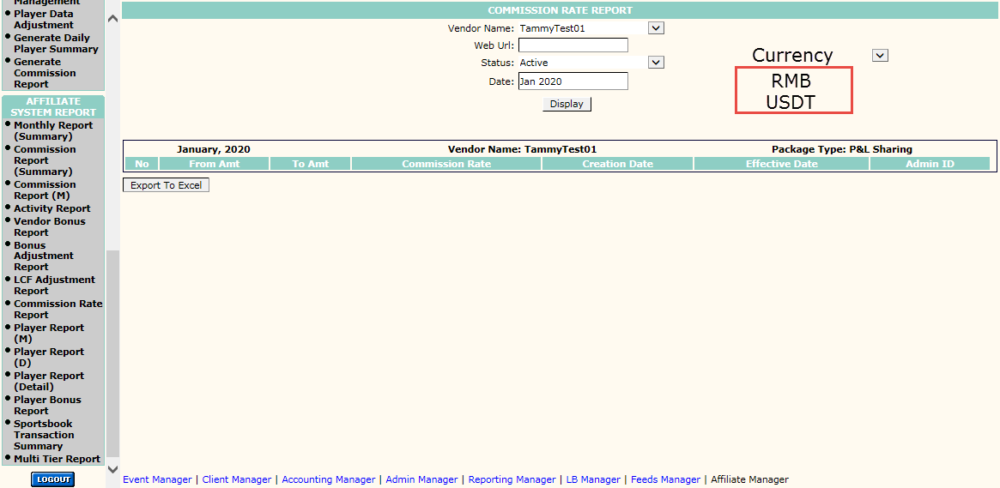 Management
Player Data
Adjustment
Generate Daily
Player Summary
Generate
Commission
Report
AFFILIATE
SYSTEM REPORT
Monthly Report
(Summary)
Commission
Report
(Summary)
Commission
Report (M)
Activity Report
Vendor Bonus
Report
Bonus
Adjustment
Report
LCF Adjustment
Report
Commission Rate
Report
Player Report
(M)
Player Report
(D)
Player Report
(Detail)
Player Bonus
Report
Sportsbook
Transaction
Summary
Multi Tier Report
LOGOUT
COMMISSION RATE REPORT
Vendor Name: TammyTest01
Web Url:
Status: Active
Date: Jan 2020
Display
Currency
RMB
USDT
January, 2020 Vendor Name: TammyTest01 Package Type: P&L Sharing
No From Amt To Amt Commission Rate Creation Date Effective Date Admin ID
Export To Excel
Event Manager | Client Manager | Accounting Manager | Admin Manager | Reporting Manager | LB Manager | Feeds Manager | Affiliate Manager